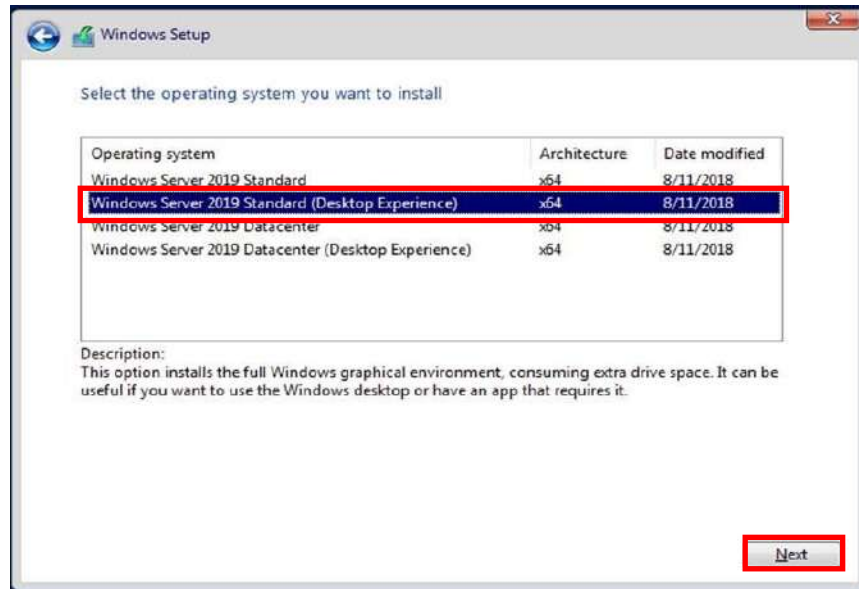 Windows Setup
Select the operating system you want to install
Operating system Architecture Date modified
Windows Server 2019 Standard x64 8/11/2018
Windows Server 2019 Standard (Desktop Experience) x64 8/11/2018
Windows Server 2019 Datacenter x64 8/11/2018
Windows Server 2019 Datacenter (Desktop Experience) x64 8/11/2018
Description:
This option installs the full Windows graphical environment, consuming extra drive space. It can be
useful if you want to use the Windows desktop or have an app that requires it.
Next